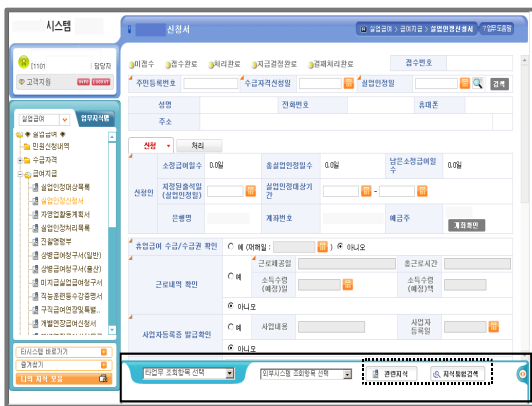 시스템
[1101 담당자
고객지원
실업급여
업무지식맵
실업급여
민원신청내역
수급자격
급여지급
실업인정대상목록
실업인정신청서
자영업활동계획서
실업인정처리목록
진찰명령부
상병급여청구서(일반)
상병급여청구서(출산)
미지급실업급여청구서
직능훈련등수강증명서
구직급여연장및특별..
개별연장급여신청서
타시스템 바로가기
즐겨찾기
나의 지식 모음
신청서
실업급여 > 급여지급 > 실업인정신청서
?업무도움말
미접수 접수완료 처리완료 지급결정완료 결재처리완료 접수번호
주민등록번호 수급자격신청일 실업인정일 검색
성명 전화번호 휴대폰
주소
신청 처리
소정급여일수 0.0일 총실업인정일수 0.0일 남은소정급여일수 0.0일
신청인 지정된출석일(실업인정일) 실업인정대상기간 -
은행명 계좌번호 예금주 계좌확인
휴업급여 수급/수급권 확인 예 (재해일 : ) 아니오
근로내역 확인 예 근로제공일 총근로시간
소득수령(예정)일 소득수령(예정)액
아니오
사업자등록증 발급확인 예 사업내용 사업자등록일
아니오
타업무 조회항목 선택
외부시스템 조회항목 선택
관련지식
지식통합검색